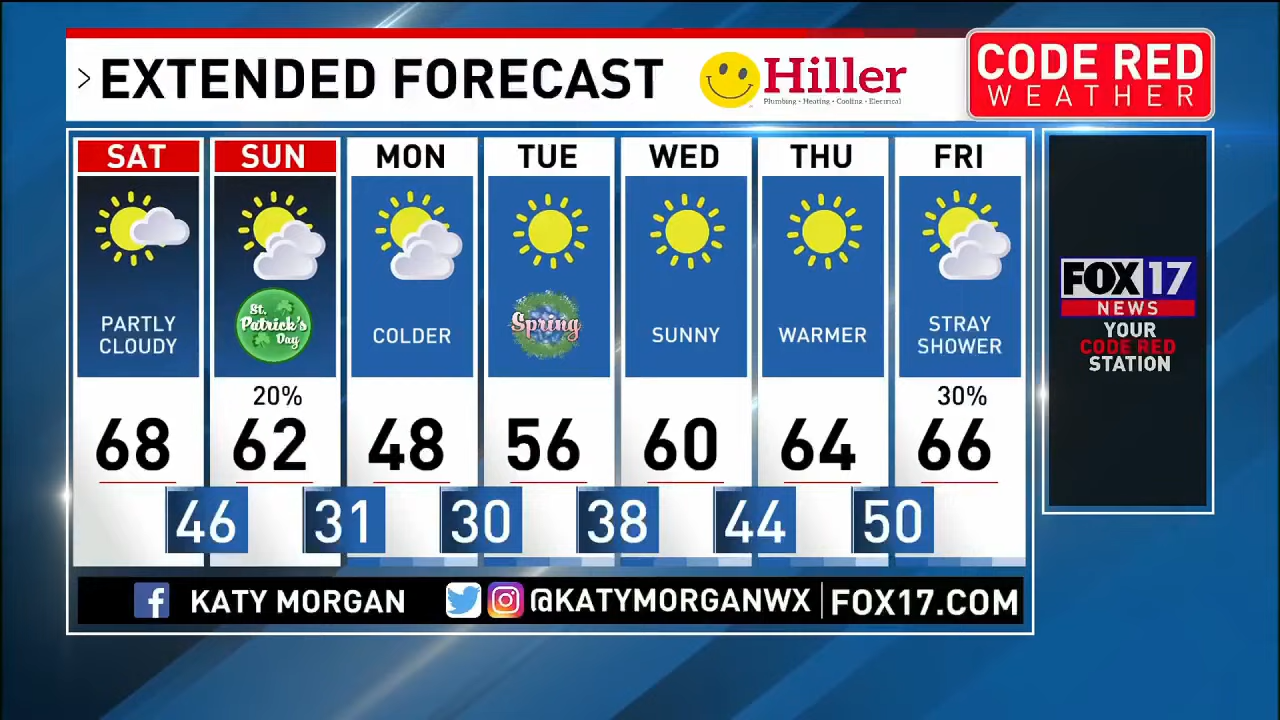 > EXTENDED FORECAST
Hiller
Plumbing • Heating • Cooling • Electrical
CODE RED
WEATHER
SAT SUN MON TUE WED THU FRI
PARTLY CLOUDY
St. Patrick's Day
COLDER
Spring
SUNNY
WARMER
STRAY SHOWER
20% 30%
68 62 48 56 60 64 66
46 31 30 38 44 50
FOX 17
NEWS
YOUR
CODE RED
STATION
f KATY MORGAN @KATYMORGANWX | FOX17.COM